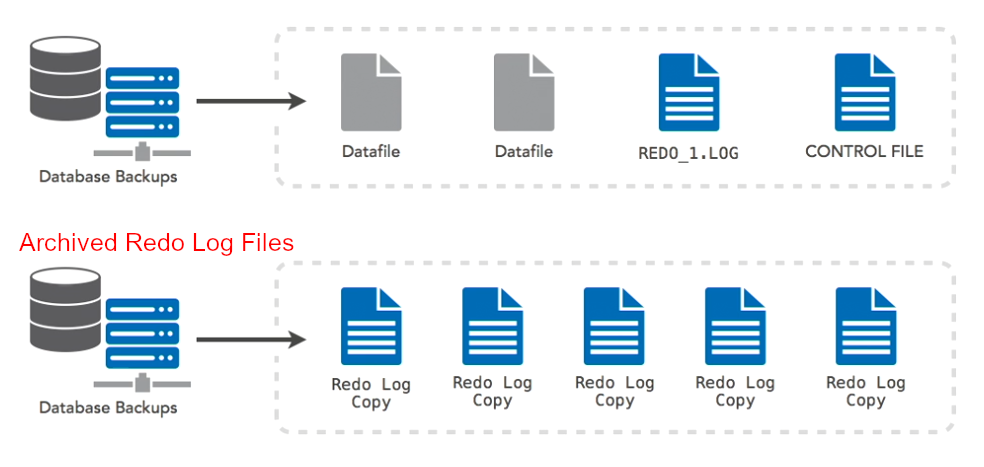 Datafile
Datafile
REDO_1.LOG
CONTROL FILE
Database Backups
Archived Redo Log Files
Redo Log
Copy
Redo Log
Copy
Redo Log
Copy
Redo Log
Copy
Redo Log
Copy
Database Backups